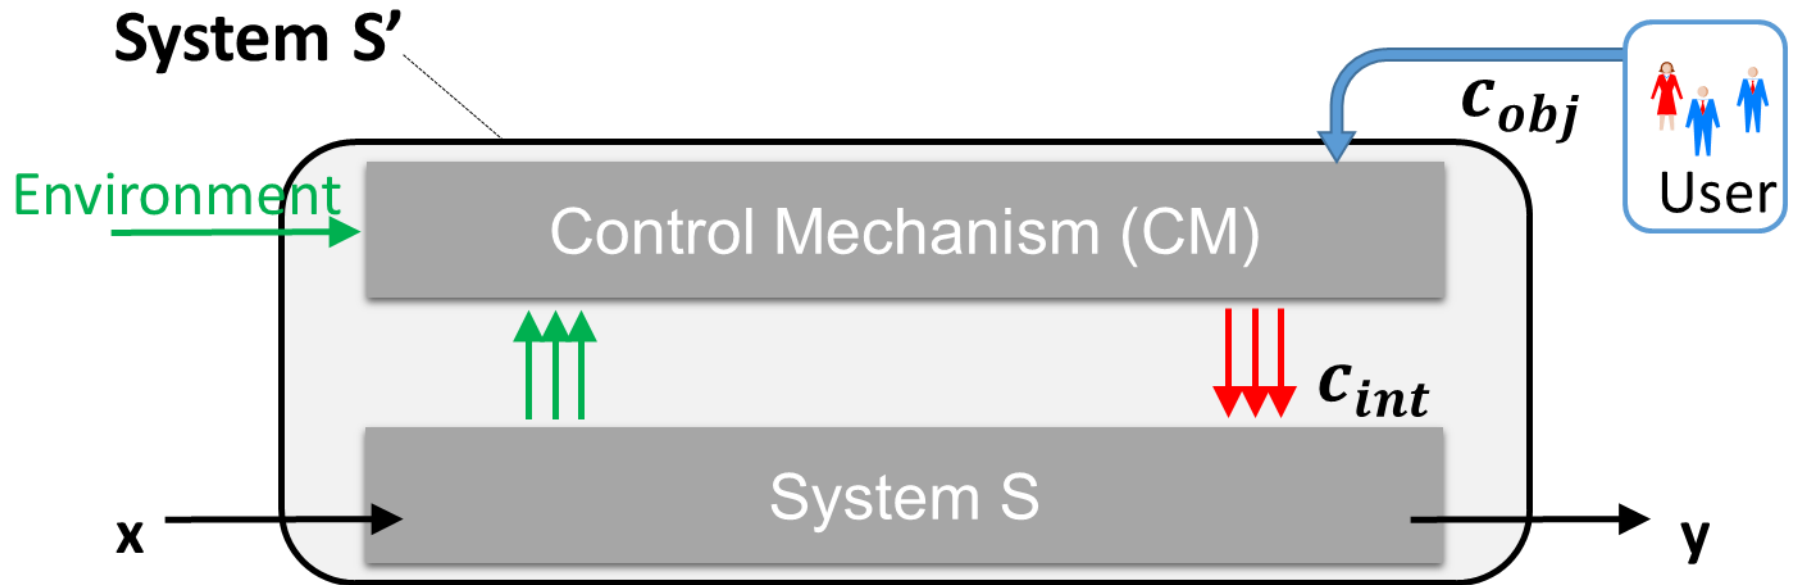 System S’
c_obj
User
Environment
Control Mechanism (CM)
c_int
System S
x
y